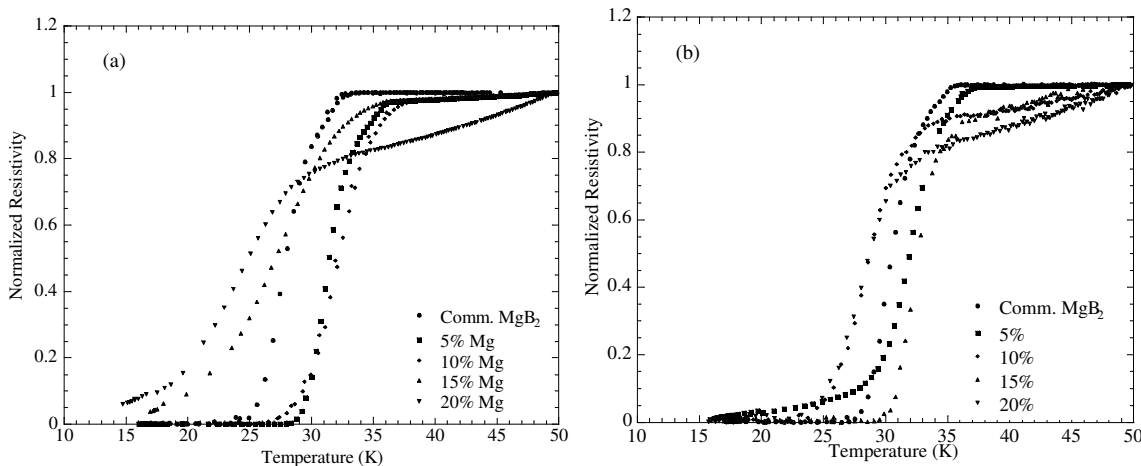 (a)
1.2
1
0.8
0.6
0.4
0.2
0
Normalized Resistivity
Comm. MgB₂
5% Mg
10% Mg
15% Mg
20% Mg
10 15 20 25 30 35 40 45 50
Temperature (K)
(b)
1.2
1
0.8
0.6
0.4
0.2
0
Normalized Resistivity
Comm. MgB₂
5%
10%
15%
20%
10 15 20 25 30 35 40 45 50
Temperature (K)